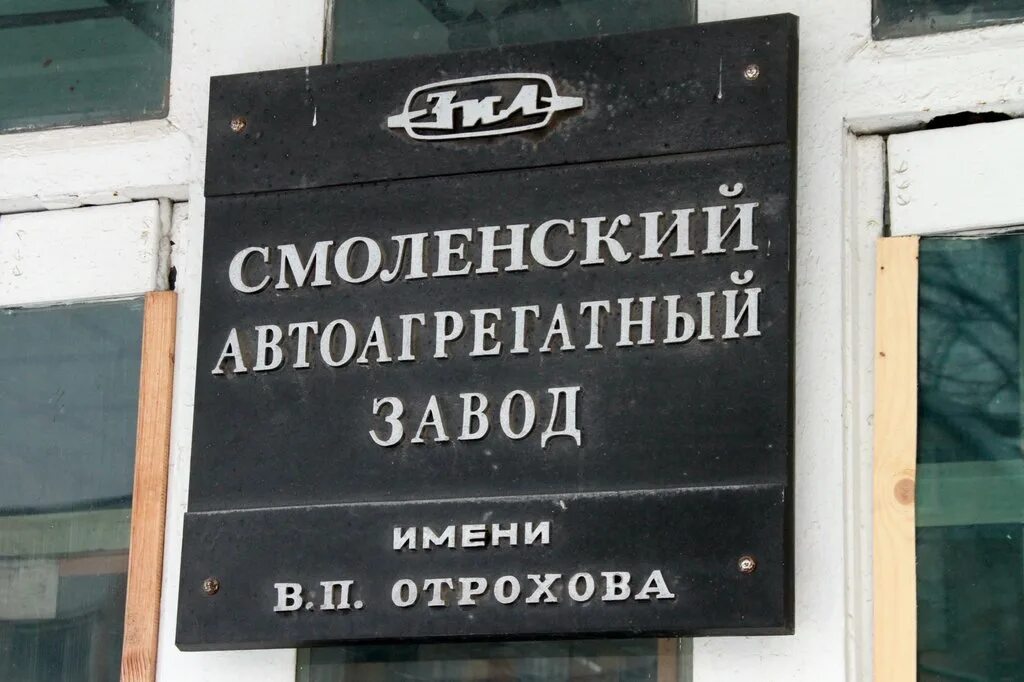 ЗИЛ
СМОЛЕНСКИЙ
АВТОАГРЕГАТНЫЙ
ЗАВОД
ИМЕНИ
В.П. ОТРОХОВА